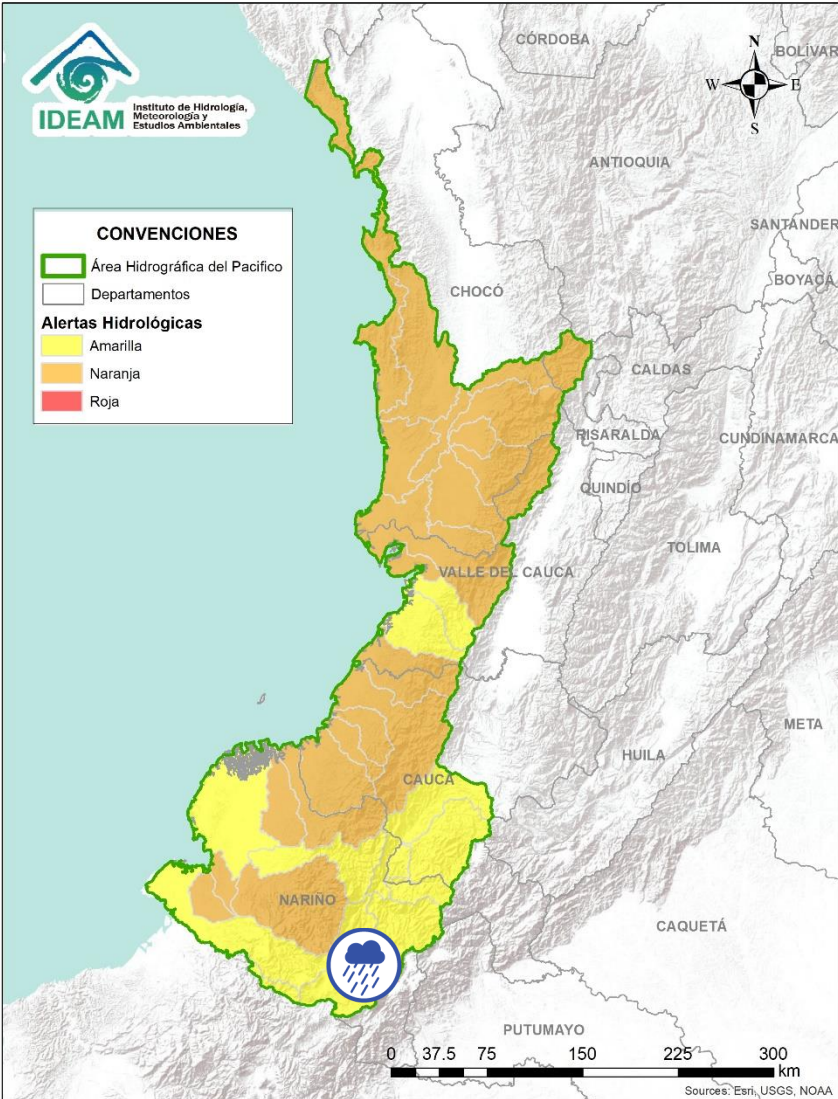 IDEAM
Instituto de Hidrología,
Meteorología y
Estudios Ambientales
N
W
E
S
CÓRDOBA
BOLÍVAR
ANTIOQUIA
SANTANDER
BOYACÁ
CHOCÓ
CALDAS
RISARALDA
CUNDINAMARCA
QUINDÍO
TOLIMA
VALLE DEL CAUCA
META
HUILA
CAUCA
NARIÑO
CAQUETÁ
PUTUMAYO
CONVENCIONES
Área Hidrográfica del Pacifico
Departamentos
Alertas Hidrológicas
Amarilla
Naranja
Roja
0 37.5 75 150 225 300
km
Sources: Esri, USGS, NOAA